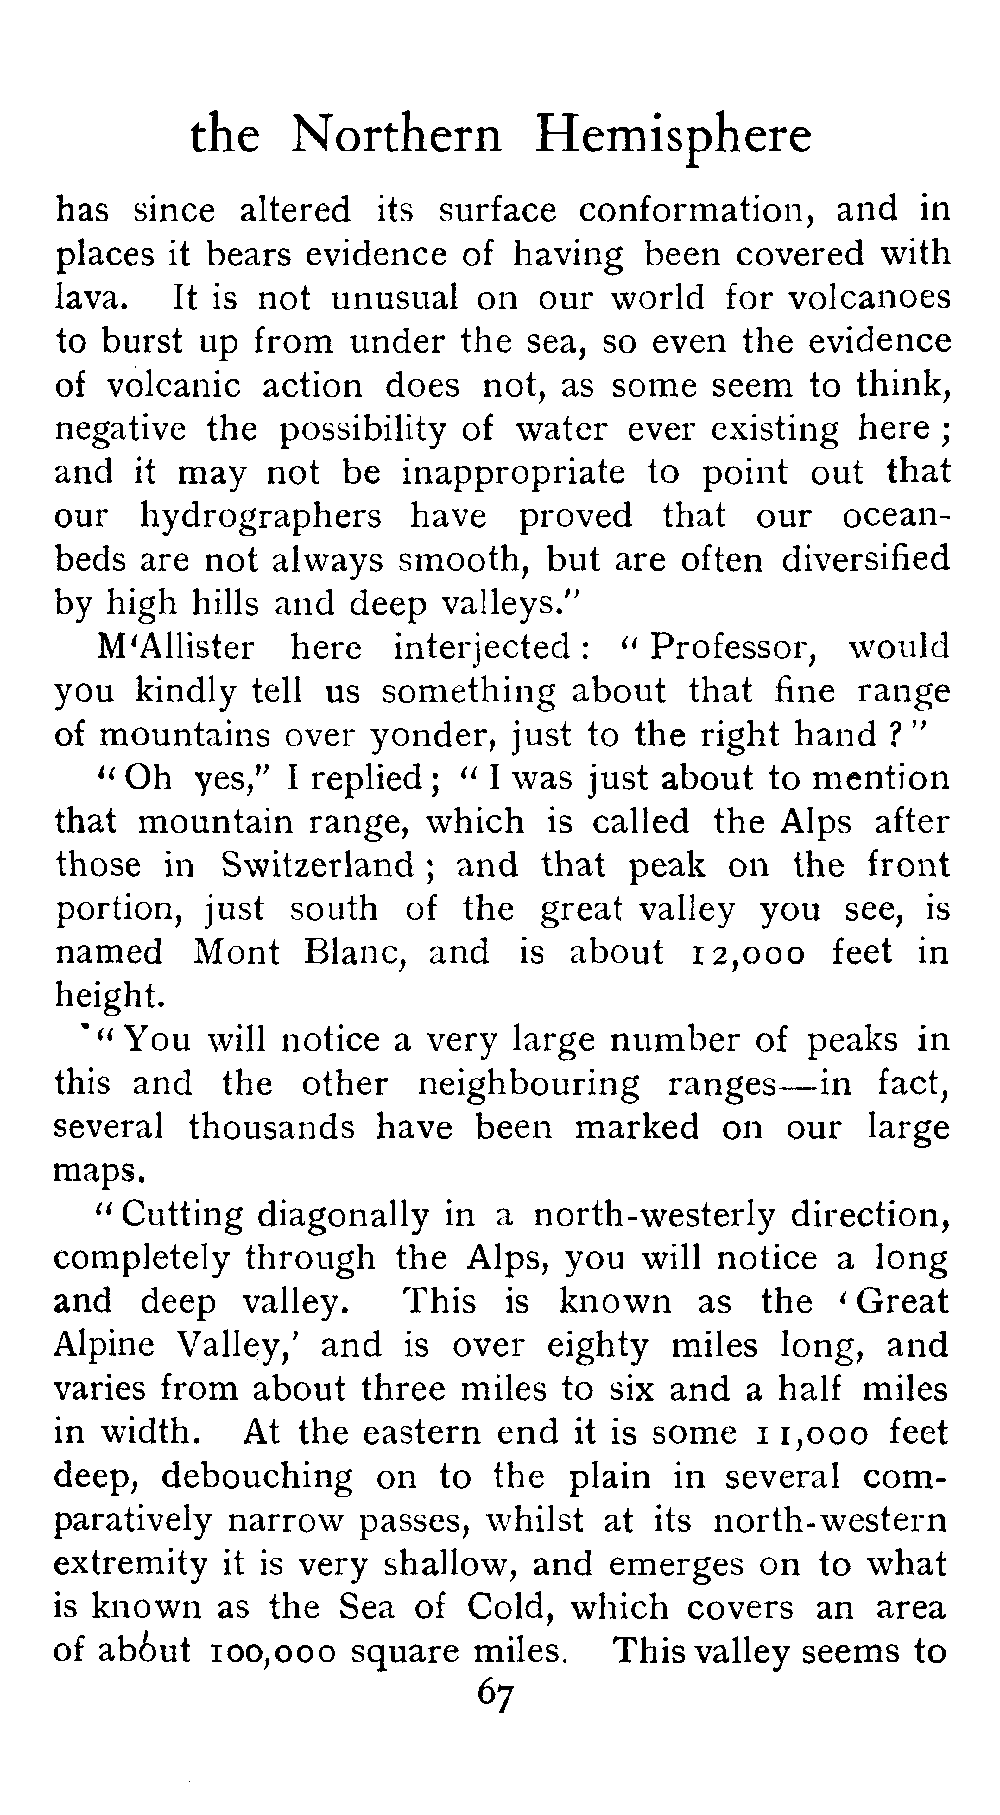 the Northern Hemisphere
has since altered its surface conformation, and in
places it bears evidence of having been covered with
lava. It is not unusual on our world for volcanoes
to burst up from under the sea, so even the evidence
of volcanic action does not, as some seem to think,
negative the possibility of water ever existing here ;
and it may not be inappropriate to point out that
our hydrographers have proved that our ocean-
beds are not always smooth, but are often diversified
by high hills and deep valleys."
M'Allister here interjected : " Professor, would
you kindly tell us something about that fine range
of mountains over yonder, just to the right hand ? "
" Oh yes," I replied ; " I was just about to mention
that mountain range, which is called the Alps after
those in Switzerland ; and that peak on the front
portion, just south of the great valley you see, is
named Mont Blanc, and is about 12,000 feet in
height.
" You will notice a very large number of peaks in
this and the other neighbouring ranges—in fact,
several thousands have been marked on our large
maps.
" Cutting diagonally in a north-westerly direction,
completely through the Alps, you will notice a long
and deep valley. This is known as the ' Great
Alpine Valley,' and is over eighty miles long, and
varies from about three miles to six and a half miles
in width. At the eastern end it is some 11,000 feet
deep, debouching on to the plain in several com-
paratively narrow passes, whilst at its north-western
extremity it is very shallow, and emerges on to what
is known as the Sea of Cold, which covers an area
of about 100,000 square miles. This valley seems to
67